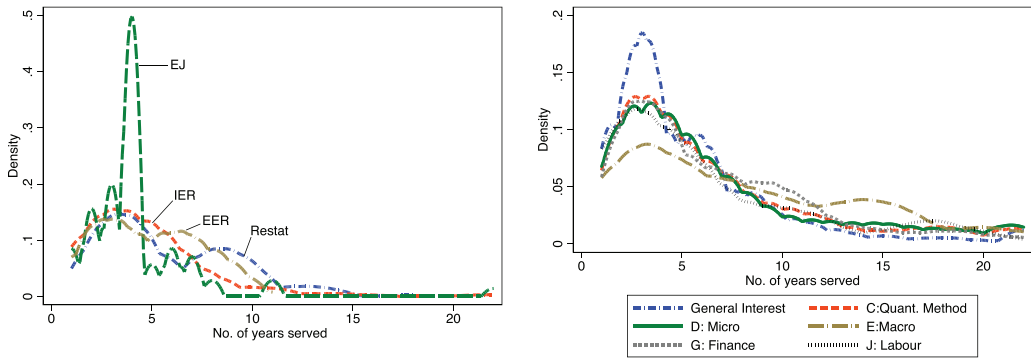 .5
.4
.3
.2
.1
0
Density
EJ
IER
EER
Restat
0 5 10 15 20
No. of years served
.2
.15
.1
.05
0
Density
0 5 10 15 20
No. of years served
General Interest C:Quant. Method
D: Micro E:Macro
G: Finance J: Labour